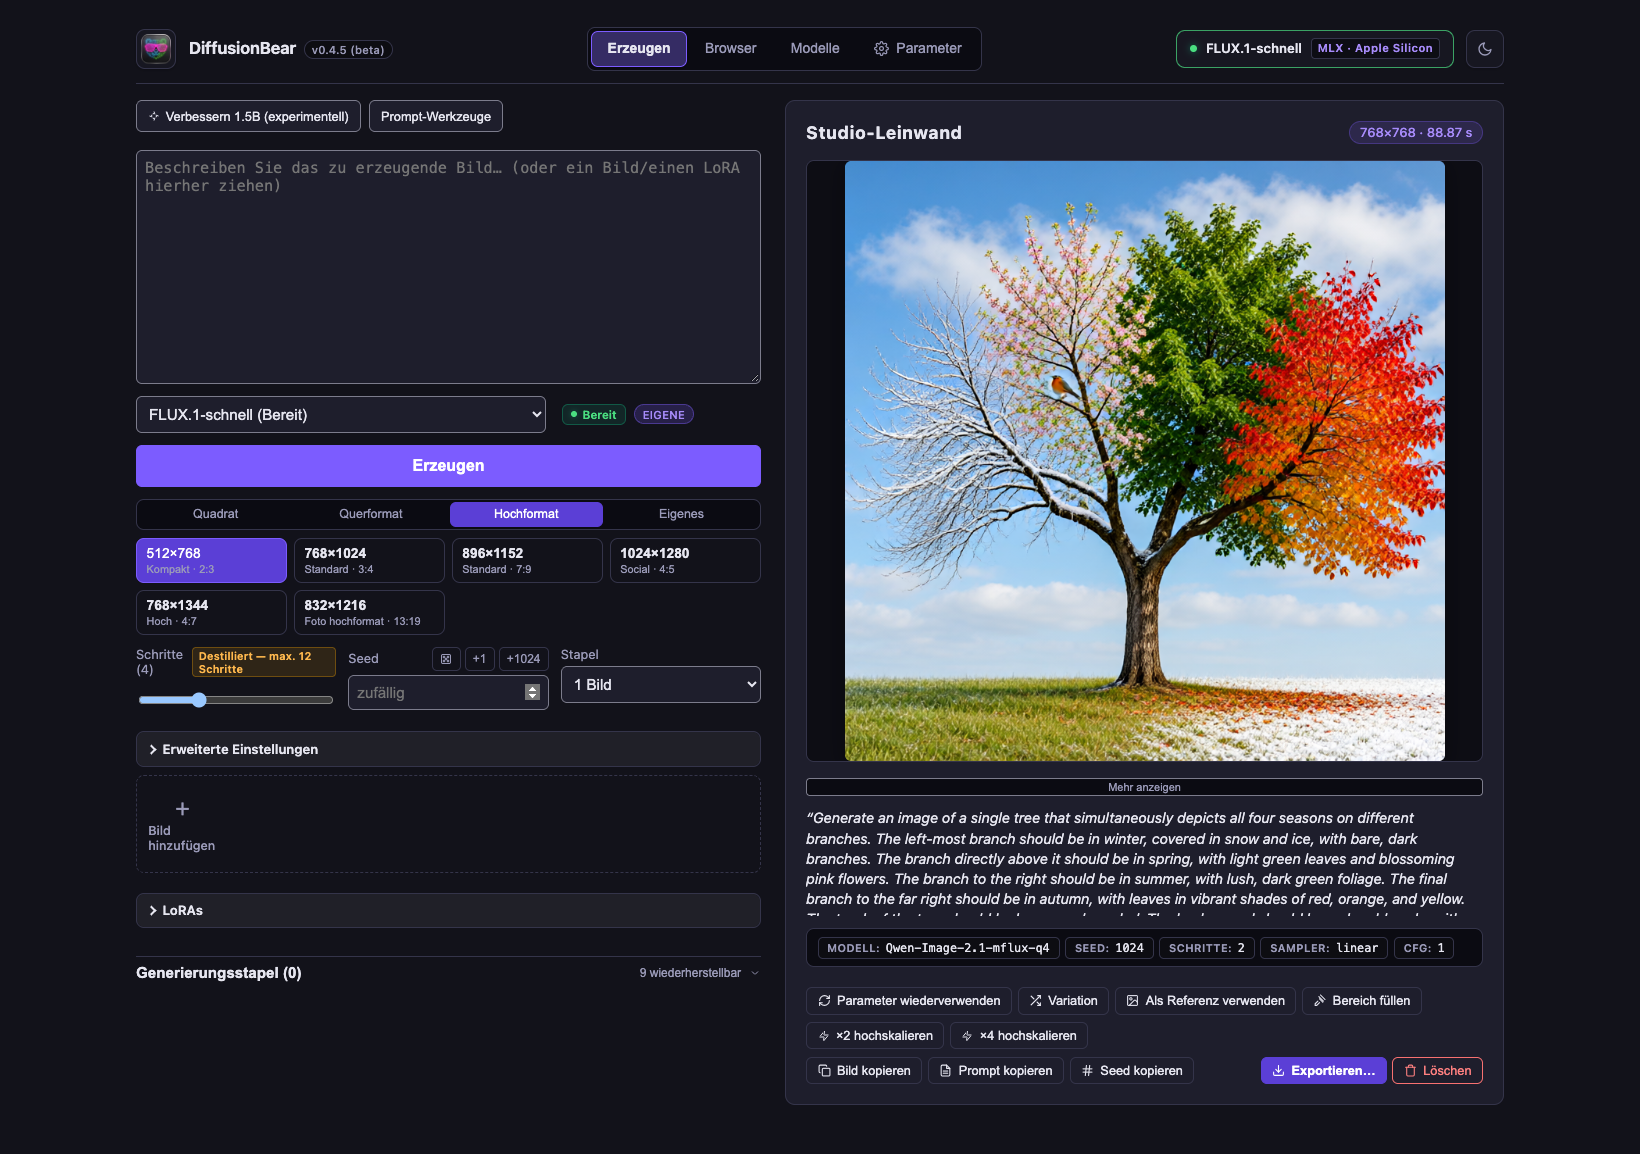 DiffusionBear v0.4.5 (beta)
Erzeugen Browser Modelle Parameter
FLUX.1-schnell MLX · Apple Silicon
Verbessern 1.5B (experimentell) Prompt-Werkzeuge
Beschreiben Sie das zu erzeugende Bild… (oder ein Bild/einen LoRA
hierher ziehen)
FLUX.1-schnell (Bereit) Bereit EIGENE
Erzeugen
Quadrat Querformat Hochformat Eigenes
512×768 768×1024 896×1152 1024×1280
Kompakt · 2:3 Standard · 3:4 Standard · 7:9 Social · 4:5
768×1344 832×1216
Hoch · 4:7 Foto hochformat · 13:19
Schritte
(4)
Destilliert — max. 12
Schritte
Seed +1 +1024
zufällig
Stapel
1 Bild
Erweiterte Einstellungen
Bild
hinzufügen
LoRAs
Generierungsstapel (0) 9 wiederherstellbar
Studio-Leinwand 768×768 · 88.87 s
Mehr anzeigen
“Generate an image of a single tree that simultaneously depicts all four seasons on different
branches. The left-most branch should be in winter, covered in snow and ice, with bare, dark
branches. The branch directly above it should be in spring, with light green leaves and blossoming
pink flowers. The branch to the right should be in summer, with lush, dark green foliage. The final
branch to the far right should be in autumn, with leaves in vibrant shades of red, orange, and yellow.
MODELL: Qwen-Image-2.1-mflux-q4 SEED: 1024 SCHRITTE: 2 SAMPLER: linear CFG: 1
Parameter wiederverwenden Variation Als Referenz verwenden Bereich füllen
×2 hochskalieren ×4 hochskalieren
Bild kopieren Prompt kopieren Seed kopieren Exportieren… Löschen